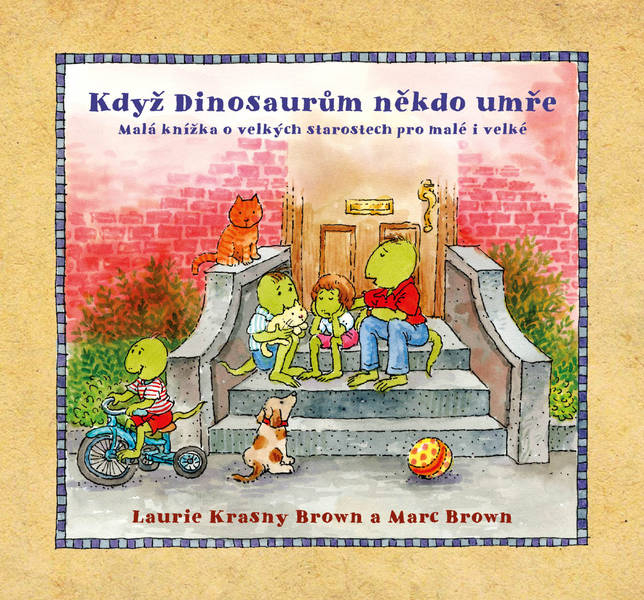 Když Dinosaurům někdo umře
Malá knížka o velkých starostech pro malé i velké
Laurie Krasny Brown a Marc Brown